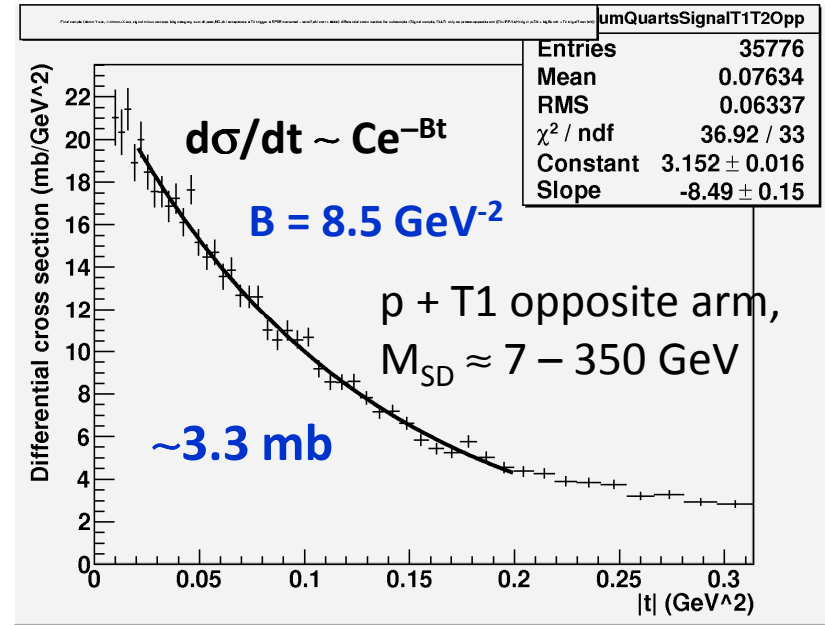 umQuartsSignalT1T2Opp
Entries 35776
Mean 0.07634
RMS 0.06337
χ² / ndf 36.92 / 33
Constant 3.152 ± 0.016
Slope -8.49 ± 0.15
Differential cross section (mb/GeV^2)
22
20
18
16
14
12
10
8
6
4
2
0
dσ/dt ~ Ce^–Bt
B = 8.5 GeV^-2
p + T1 opposite arm,
M_SD ≈ 7 – 350 GeV
~3.3 mb
0 0.05 0.1 0.15 0.2 0.25 0.3
|t| (GeV^2)